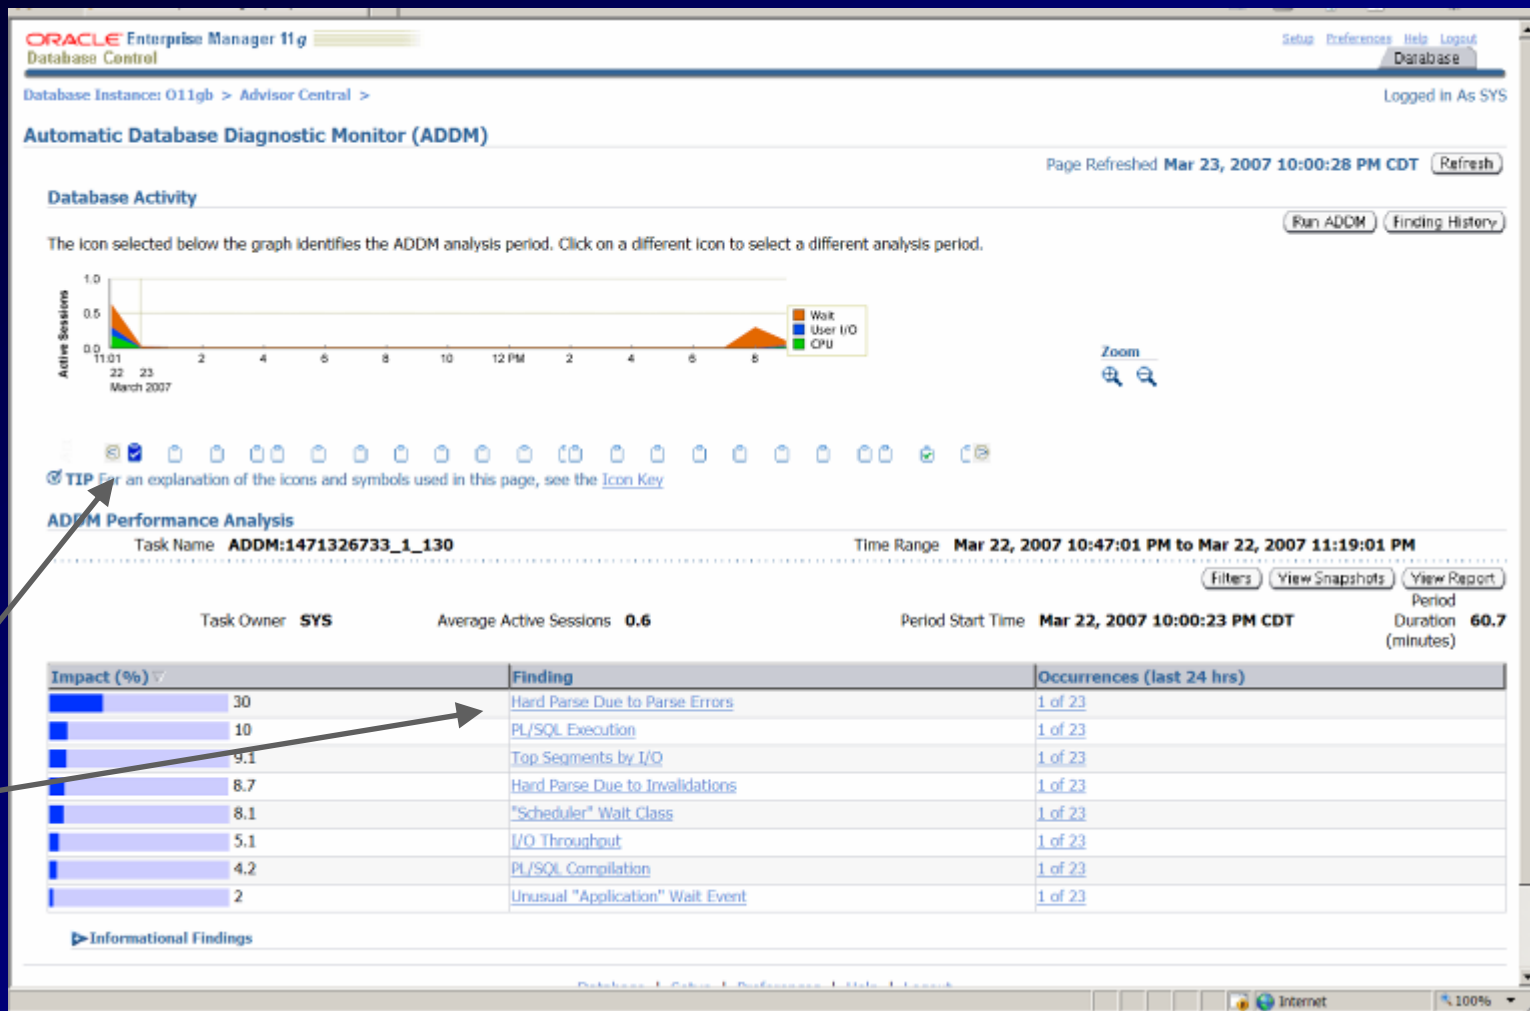 ORACLE Enterprise Manager 11g
Database Control
Setup Preferences Help Logout
Database
Database Instance: O11gb > Advisor Central >
Logged in As SYS
Automatic Database Diagnostic Monitor (ADDM)
Page Refreshed Mar 23, 2007 10:00:28 PM CDT Refresh
Database Activity
Run ADDM Finding History
The icon selected below the graph identifies the ADDM analysis period. Click on a different icon to select a different analysis period.
Active Sessions
1.0
0.5
0.0
Wait
User I/O
CPU
11:01 2 4 6 8 10 12 PM 2 4 6 8
22 23
March 2007
Zoom
TIP For an explanation of the icons and symbols used in this page, see the Icon Key
ADDM Performance Analysis
Task Name ADDM:1471326733_1_130 Time Range Mar 22, 2007 10:47:01 PM to Mar 22, 2007 11:19:01 PM
Filters View Snapshots View Report
Task Owner SYS Average Active Sessions 0.6 Period Start Time Mar 22, 2007 10:00:23 PM CDT Period Duration (minutes) 60.7
Impact (%) Finding Occurrences (last 24 hrs)
30 Hard Parse Due to Parse Errors 1 of 23
10 PL/SQL Execution 1 of 23
9.1 Top Segments by I/O 1 of 23
8.7 Hard Parse Due to Invalidations 1 of 23
8.1 "Scheduler" Wait Class 1 of 23
5.1 I/O Throughput 1 of 23
4.2 PL/SQL Compilation 1 of 23
2 Unusual "Application" Wait Event 1 of 23
Informational Findings
Database | Setup | Preferences | Help | Logout
Internet 100%